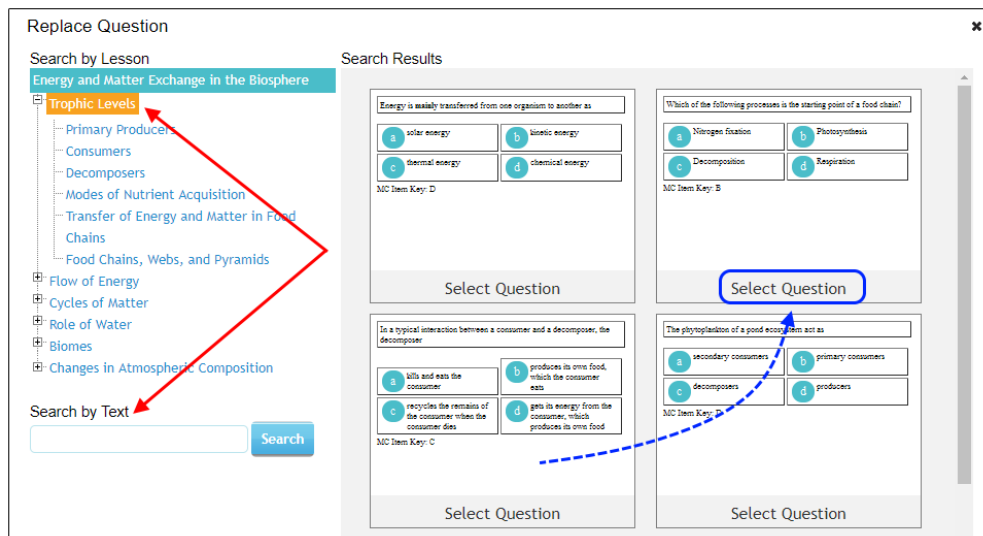 Replace Question
Search by Lesson
Energy and Matter Exchange in the Biosphere
Trophic Levels
Primary Producers
Consumers
Decomposers
Modes of Nutrient Acquisition
Transfer of Energy and Matter in Food
Chains
Food Chains, Webs, and Pyramids
Flow of Energy
Cycles of Matter
Role of Water
Biomes
Changes in Atmospheric Composition
Search by Text
Search
Search Results
Energy is mainly transferred from one organism to another as
a solar energy
b kinetic energy
c thermal energy
d chemical energy
MC Item Key: D
Select Question
Which of the following processes is the starting point of a food chain?
a Nitrogen fixation
b Photosynthesis
c Decomposition
d Respiration
MC Item Key: B
Select Question
In a typical interaction between a consumer and a decomposer, the
decomposer
a kills and eats the
consumer
b produces its own food,
which the consumer
eats
c recycles the remains of
the consumer when the
consumer dies
d gets its energy from the
consumer, which
produces its own food
MC Item Key: C
Select Question
The phytoplankton of a pond ecosystem act as
a secondary consumers
b primary consumers
c decomposers
d producers
MC Item Key: D
Select Question